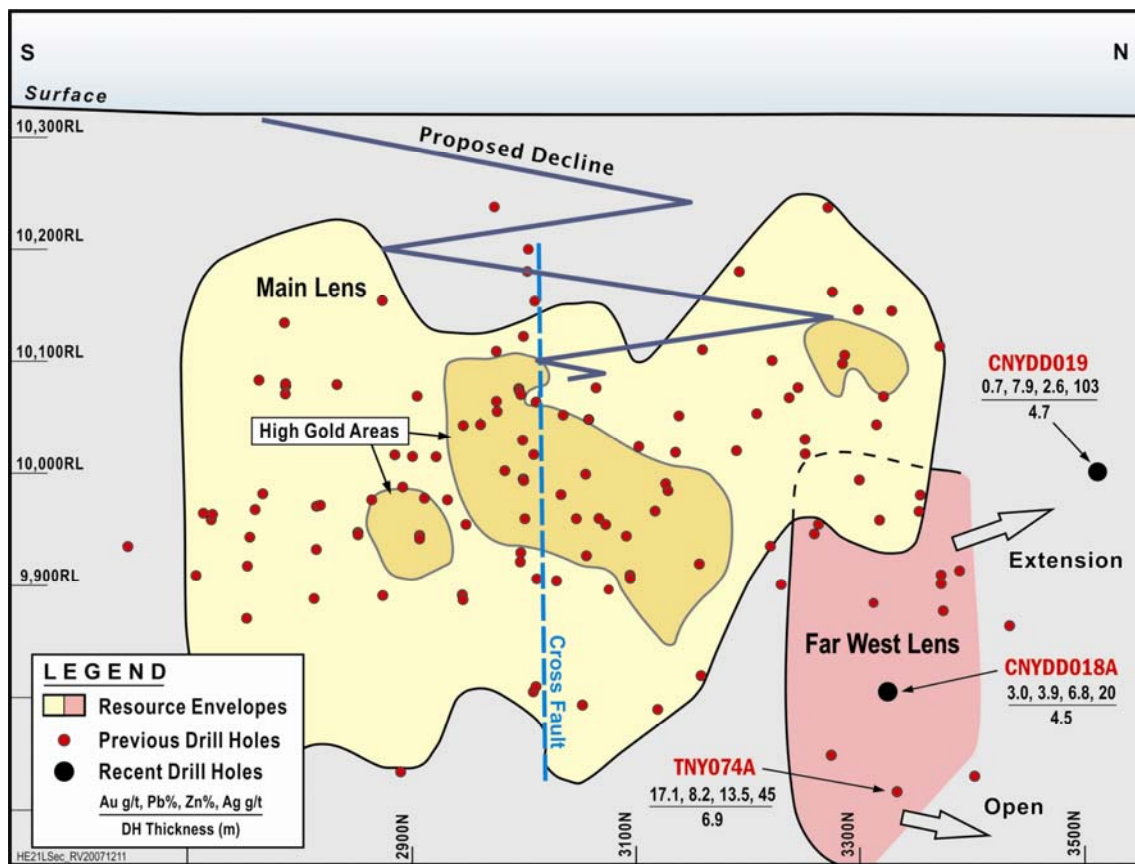 S
N
Surface
10,300RL
Proposed Decline
10,200RL
Main Lens
10,100RL
CNYDD019
0.7, 7.9, 2.6, 103
4.7
High Gold Areas
10,000RL
Extension
9,900RL
Cross Fault
Far West Lens
CNYDD018A
3.0, 3.9, 6.8, 20
4.5
LEGEND
Resource Envelopes
Previous Drill Holes
Recent Drill Holes
Au g/t, Pb%, Zn%, Ag g/t
DH Thickness (m)
TNY074A
17.1, 8.2, 13.5, 45
6.9
Open
2900N
3100N
3300N
3500N
HE21LSec_RV20071211